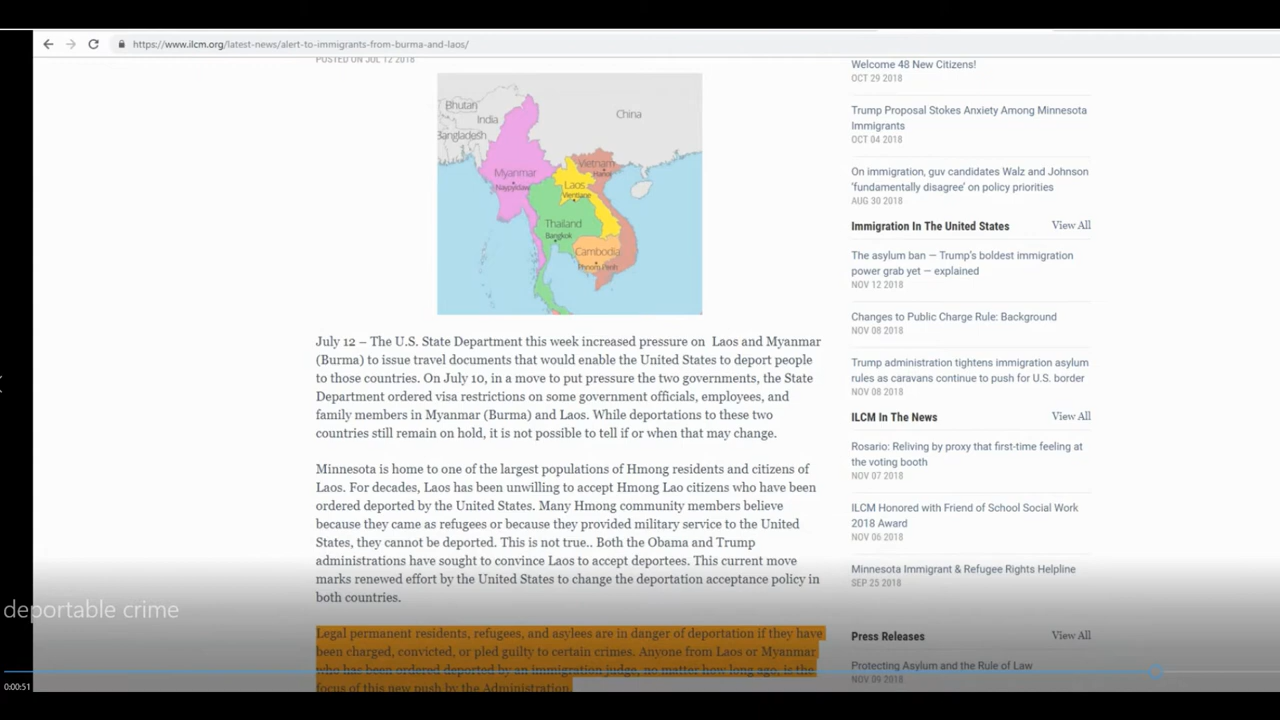 https://www.ilcm.org/latest-news/alert-to-immigrants-from-burma-and-laos/
POSTED ON JUL 12 2018
Bhutan
India
Bangladesh
China
Myanmar
Naypyidaw
Vietnam
Hanoi
Laos
Vientiane
Thailand
Bangkok
Cambodia
Phnom Penh
July 12 – The U.S. State Department this week increased pressure on Laos and Myanmar
(Burma) to issue travel documents that would enable the United States to deport people
to those countries. On July 10, in a move to put pressure the two governments, the State
Department ordered visa restrictions on some government officials, employees, and
family members in Myanmar (Burma) and Laos. While deportations to these two
countries still remain on hold, it is not possible to tell if or when that may change.
Minnesota is home to one of the largest populations of Hmong residents and citizens of
Laos. For decades, Laos has been unwilling to accept Hmong Lao citizens who have been
ordered deported by the United States. Many Hmong community members believe
because they came as refugees or because they provided military service to the United
States, they cannot be deported. This is not true.. Both the Obama and Trump
administrations have sought to convince Laos to accept deportees. This current move
marks renewed effort by the United States to change the deportation acceptance policy in
both countries.
Legal permanent residents, refugees, and asylees are in danger of deportation if they have
been charged, convicted, or pled guilty to certain crimes. Anyone from Laos or Myanmar
who has been ordered deported by an immigration judge, no matter how long ago, is the
focus of this new push by the Administration.
Welcome 48 New Citizens!
OCT 29 2018
Trump Proposal Stokes Anxiety Among Minnesota
Immigrants
OCT 04 2018
On immigration, guv candidates Walz and Johnson
‘fundamentally disagree’ on policy priorities
AUG 30 2018
Immigration In The United States View All
The asylum ban — Trump’s boldest immigration
power grab yet — explained
NOV 12 2018
Changes to Public Charge Rule: Background
NOV 08 2018
Trump administration tightens immigration asylum
rules as caravans continue to push for U.S. border
NOV 08 2018
ILCM In The News View All
Rosario: Reliving by proxy that first-time feeling at
the voting booth
NOV 07 2018
ILCM Honored with Friend of School Social Work
2018 Award
NOV 06 2018
Minnesota Immigrant & Refugee Rights Helpline
SEP 25 2018
Press Releases View All
Protecting Asylum and the Rule of Law
NOV 09 2018
deportable crime
0:00:51